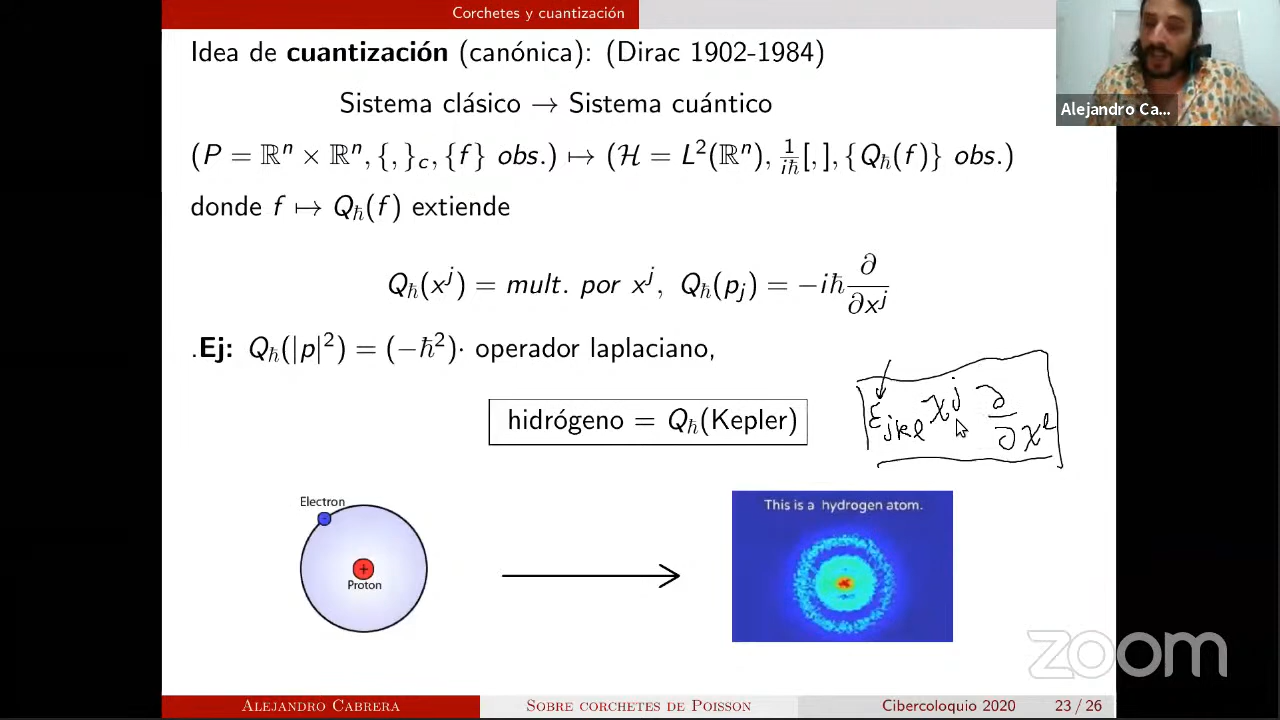 Corchetes y cuantización
Idea de cuantización (canónica): (Dirac 1902-1984)
Sistema clásico → Sistema cuántico
(P = ℝⁿ × ℝⁿ, {,}_c, {f} obs.) ↦ (ℋ = L²(ℝⁿ), 1/iℏ [,], {Q_ℏ(f)} obs.)
donde f ↦ Q_ℏ(f) extiende
Q_ℏ(x^j) = mult. por x^j, Q_ℏ(p_j) = −iℏ ∂/∂x^j
.Ej: Q_ℏ(|p|²) = (−ℏ²)· operador laplaciano,
hidrógeno = Q_ℏ(Kepler)
ε_jkl x^j ∂/∂x^l
Electron
+
Proton
This is a hydrogen atom.
Alejandro Ca...
zoom
Alejandro Cabrera
Sobre corchetes de Poisson
Cibercoloquio 2020
23 / 26